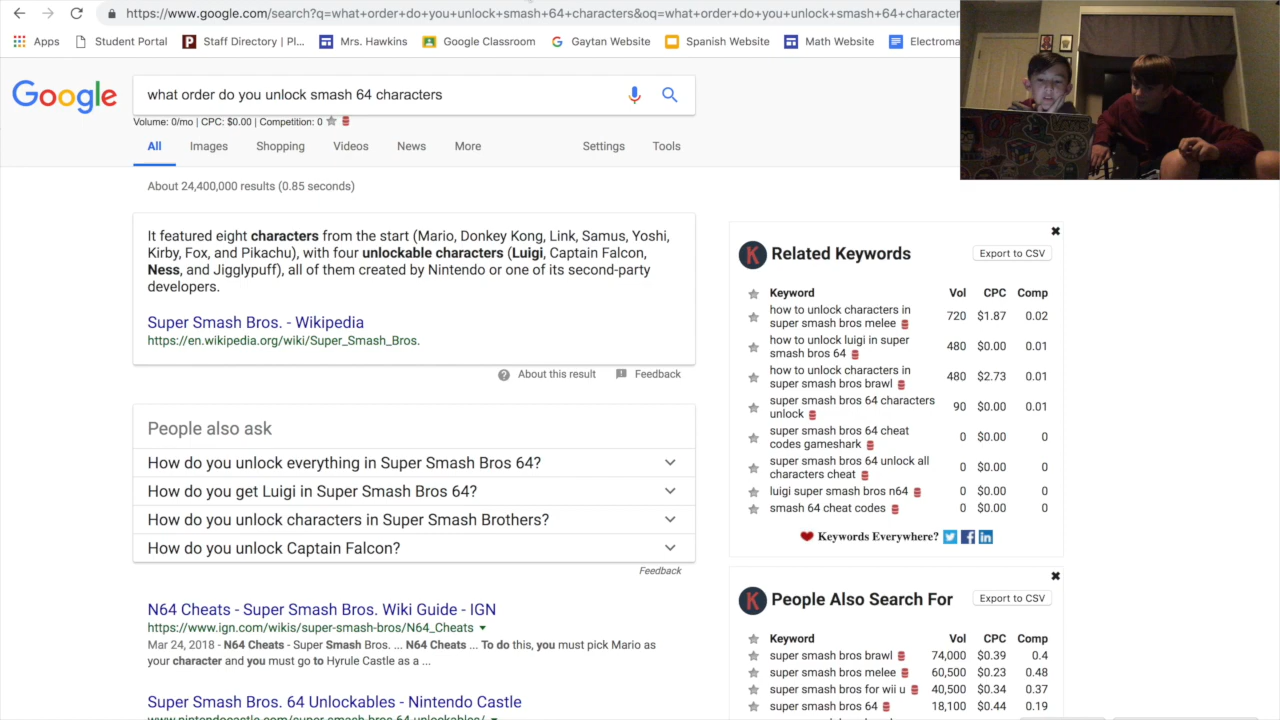 https://www.google.com/search?q=what+order+do+you+unlock+smash+64+characters&oq=what+order+do+you+unlock+smash+64+character
Apps
Student Portal
Staff Directory | Pl...
Mrs. Hawkins
Google Classroom
Gaytan Website
Spanish Website
Math Website
Electroma
Google
what order do you unlock smash 64 characters
Volume: 0/mo | CPC: $0.00 | Competition: 0
All Images Shopping Videos News More Settings Tools
About 24,400,000 results (0.85 seconds)
It featured eight characters from the start (Mario, Donkey Kong, Link, Samus, Yoshi,
Kirby, Fox, and Pikachu), with four unlockable characters (Luigi, Captain Falcon,
Ness, and Jigglypuff), all of them created by Nintendo or one of its second-party
developers.
Super Smash Bros. - Wikipedia
https://en.wikipedia.org/wiki/Super_Smash_Bros.
About this result Feedback
People also ask
How do you unlock everything in Super Smash Bros 64?
How do you get Luigi in Super Smash Bros 64?
How do you unlock characters in Super Smash Brothers?
How do you unlock Captain Falcon?
Feedback
N64 Cheats - Super Smash Bros. Wiki Guide - IGN
https://www.ign.com/wikis/super-smash-bros/N64_Cheats
Mar 24, 2018 - N64 Cheats - Super Smash Bros. ... N64 Cheats ... To do this, you must pick Mario as
your character and you must go to Hyrule Castle as a ...
Super Smash Bros. 64 Unlockables - Nintendo Castle
www.nintendocastle.com/super-smash-bros-64-unlockables/
K Related Keywords Export to CSV
Keyword Vol CPC Comp
how to unlock characters in
super smash bros melee 720 $1.87 0.02
how to unlock luigi in super
smash bros 64 480 $0.00 0.01
how to unlock characters in
super smash bros brawl 480 $2.73 0.01
super smash bros 64 characters
unlock 90 $0.00 0.01
super smash bros 64 cheat
codes gameshark 0 $0.00 0
super smash bros 64 unlock all
characters cheat 0 $0.00 0
luigi super smash bros n64 0 $0.00 0
smash 64 cheat codes 0 $0.00 0
Keywords Everywhere?
K People Also Search For Export to CSV
Keyword Vol CPC Comp
super smash bros brawl 74,000 $0.39 0.4
super smash bros melee 60,500 $0.23 0.48
super smash bros for wii u 40,500 $0.34 0.37
super smash bros 64 18,100 $0.44 0.19
VANS